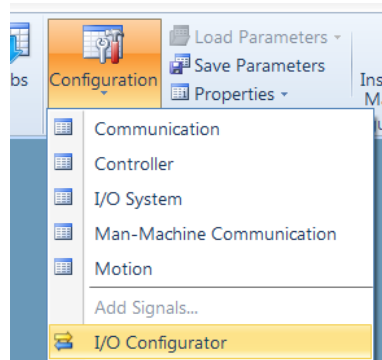 bs
Configuration
Load Parameters
Save Parameters
Properties
Ins
M
Communication
Controller
I/O System
Man-Machine Communication
Motion
Add Signals...
I/O Configurator